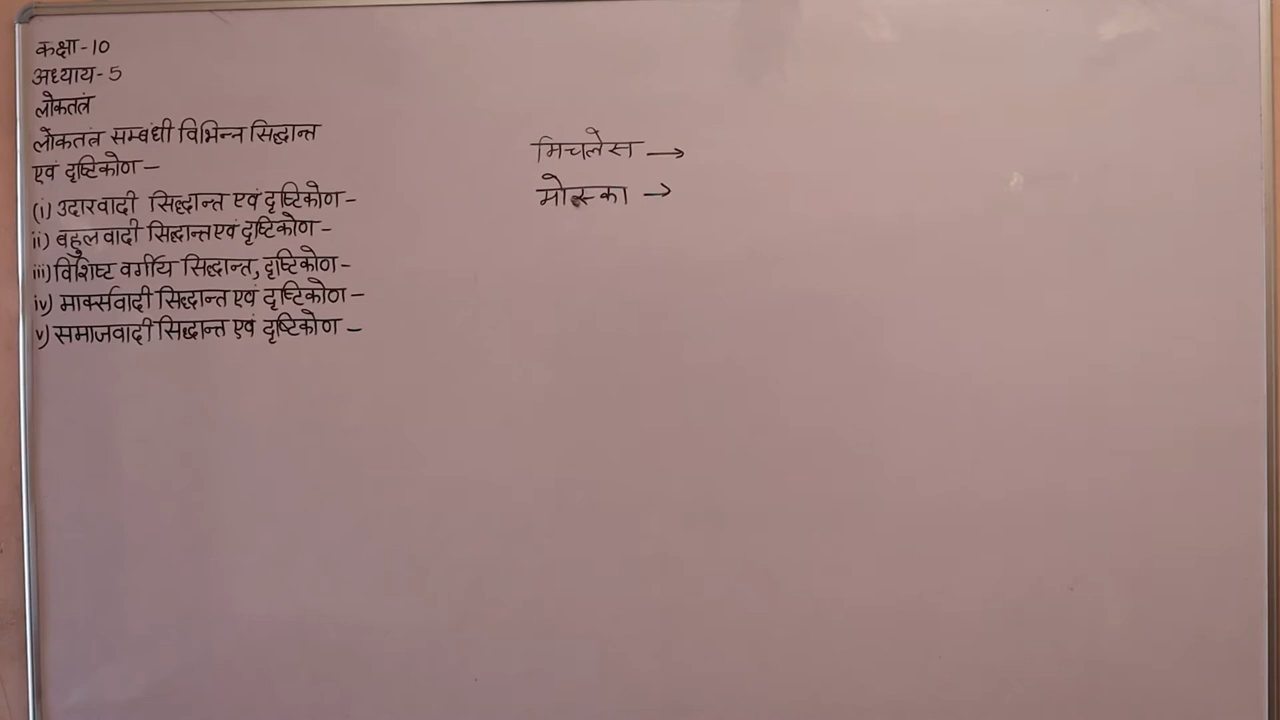 कक्षा-10
अध्याय-5
लोकतंत्र
लोकतंत्र सम्बंधी विभिन्न सिद्धान्त
एवं दृष्टिकोण –
(i) उदारवादी सिद्धान्त एवं दृष्टिकोण –
ii) बहुलवादी सिद्धान्त एवं दृष्टिकोण –
iii) विशिष्ट वर्गीय सिद्धान्त, दृष्टिकोण –
iv) मार्क्सवादी सिद्धान्त एवं दृष्टिकोण –
v) समाजवादी सिद्धान्त एवं दृष्टिकोण –
मिचलेस →
मोस्का →